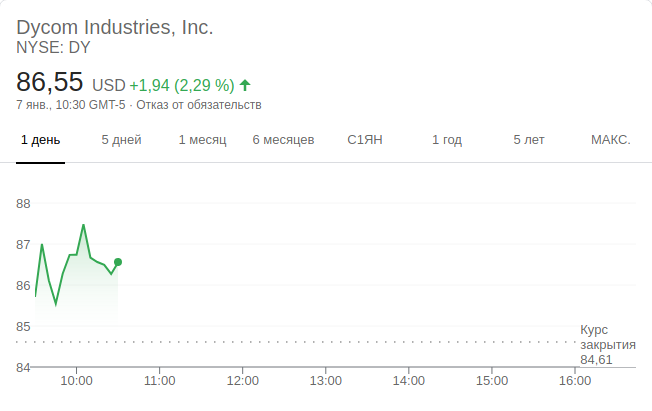 Dycom Industries, Inc.
NYSE: DY
86,55 USD +1,94 (2,29 %)
7 янв., 10:30 GMT-5 · Отказ от обязательств
1 день 5 дней 1 месяц 6 месяцев С1ЯН 1 год 5 лет МАКС.
88
87
86
85
Курс
закрытия
84,61
84
10:00 11:00 12:00 13:00 14:00 15:00 16:00